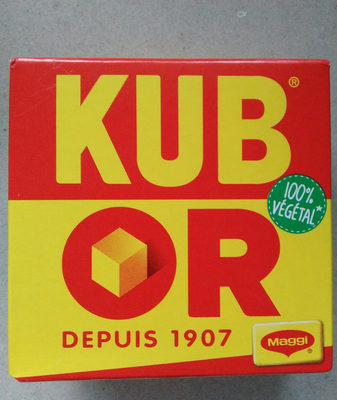 KUB®
100%
VÉGÉTAL*
OR
DEPUIS 1907
Maggi®